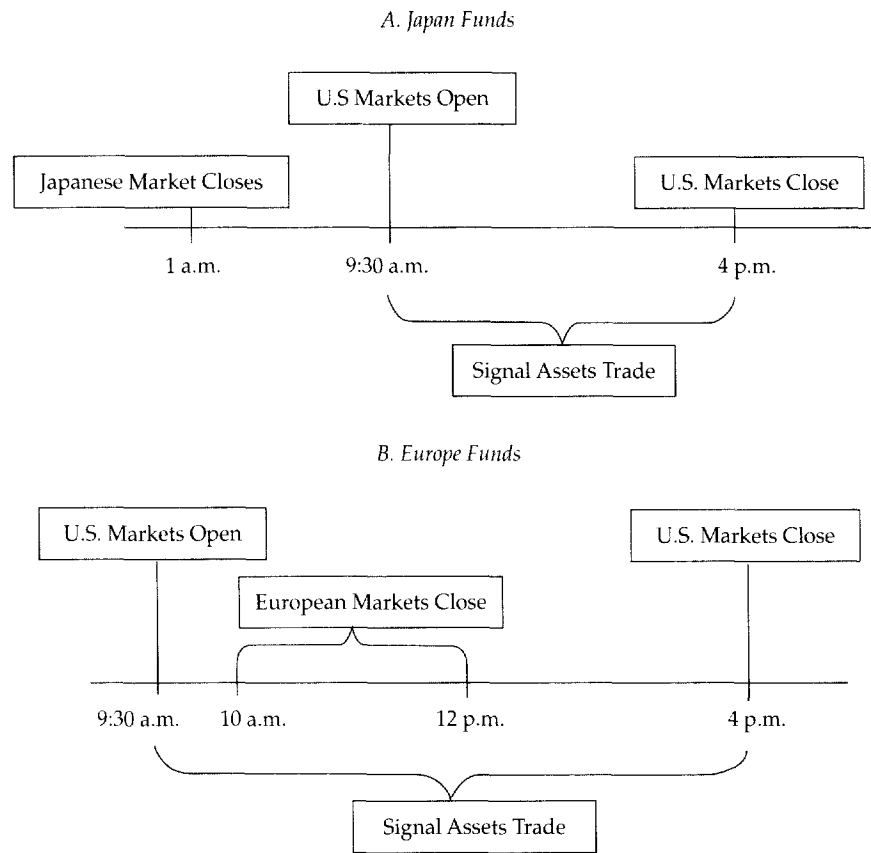 A. Japan Funds
U.S Markets Open
Japanese Market Closes
U.S. Markets Close
1 a.m.
9:30 a.m.
4 p.m.
Signal Assets Trade
B. Europe Funds
U.S. Markets Open
U.S. Markets Close
European Markets Close
9:30 a.m.
10 a.m.
12 p.m.
4 p.m.
Signal Assets Trade